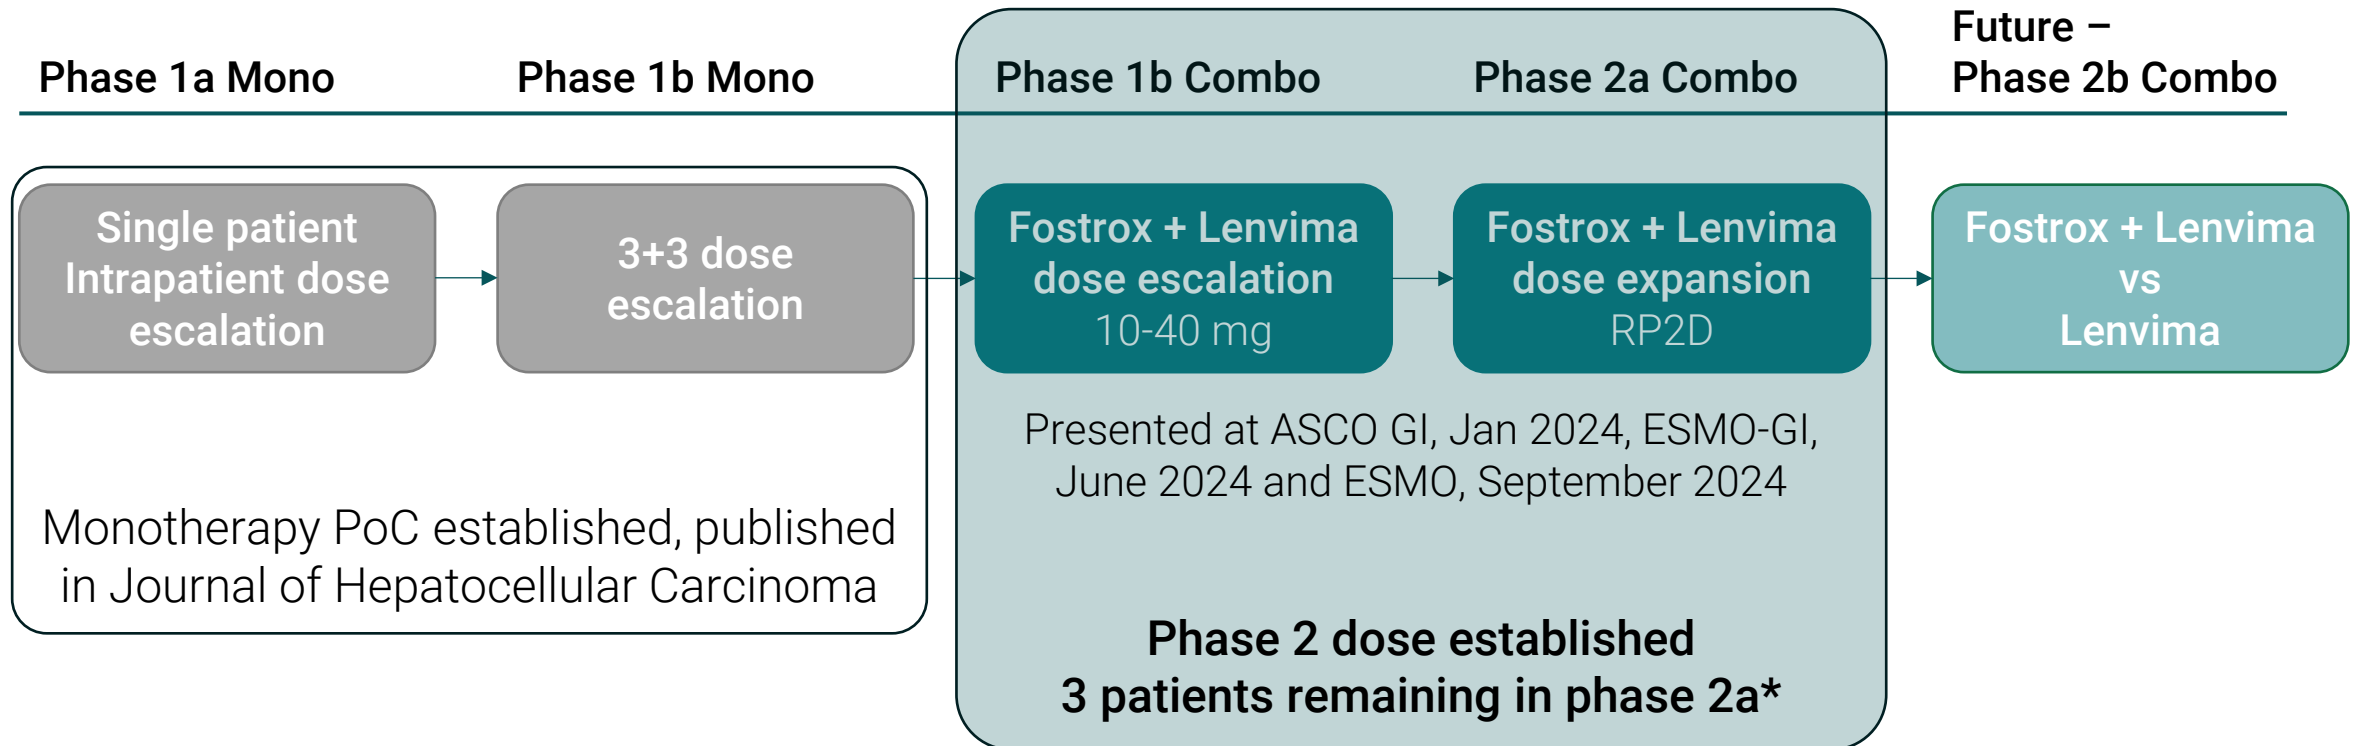 Phase 1a Mono
Phase 1b Mono
Phase 1b Combo
Phase 2a Combo
Future –
Phase 2b Combo
Single patient
Intrapatient dose
escalation
3+3 dose
escalation
Fostrox + Lenvima
dose escalation
10-40 mg
Fostrox + Lenvima
dose expansion
RP2D
Fostrox + Lenvima
vs
Lenvima
Monotherapy PoC established, published
in Journal of Hepatocellular Carcinoma
Presented at ASCO GI, Jan 2024, ESMO-GI,
June 2024 and ESMO, September 2024
Phase 2 dose established
3 patients remaining in phase 2a*